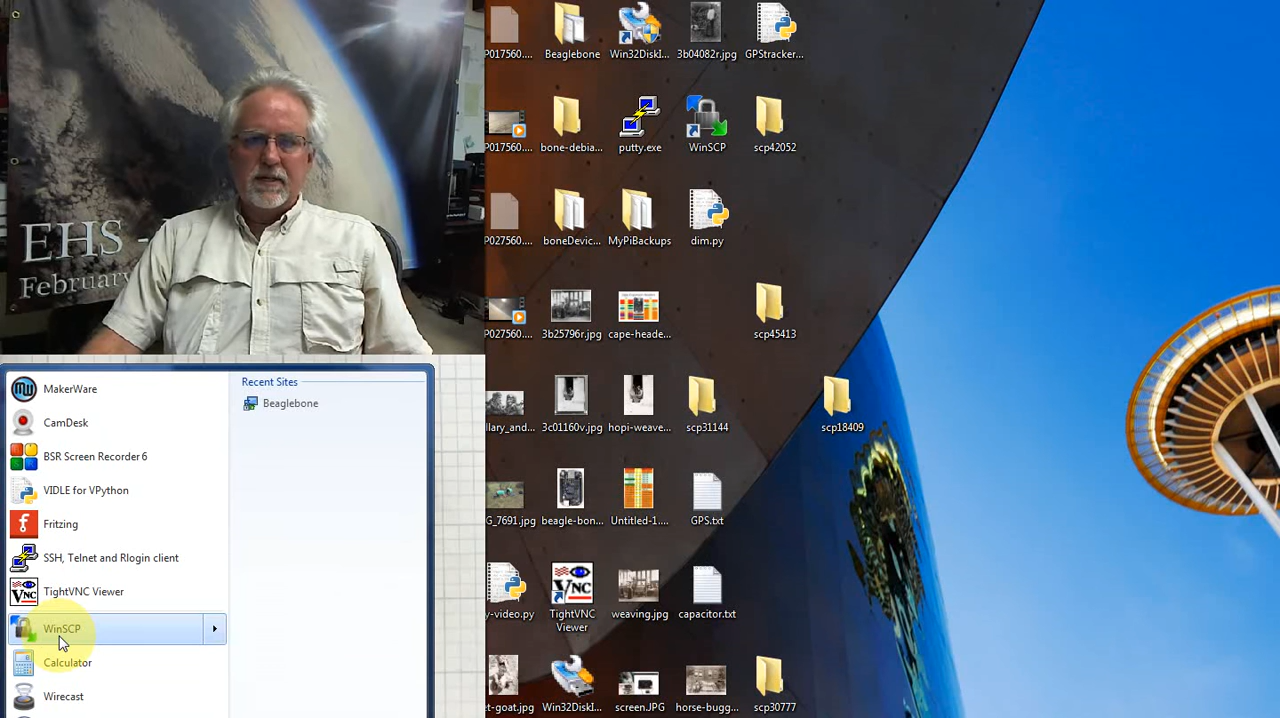 EHS -
February
MakerWare
CamDesk
BSR Screen Recorder 6
VIDLE for VPython
Fritzing
SSH, Telnet and Rlogin client
TightVNC Viewer
WinSCP
Calculator
Wirecast
Recent Sites
Beaglebone
P017560....
Beaglebone
Win32DiskI...
3b04082r.jpg
GPStracker...
P017560....
bone-debia...
putty.exe
WinSCP
scp42052
P027560....
boneDevic...
MyPiBackups
dim.py
P027560....
3b25796r.jpg
cape-heade...
scp45413
llary_and...
3c01160v.jpg
hopi-weave...
scp31144
scp18409
G_7691.jpg
beagle-bon...
Untitled-1....
GPS.txt
y-video.py
TightVNC
Viewer
weaving.jpg
capacitor.txt
et-goat.jpg
Win32DiskI...
screen.JPG
horse-bugg...
scp30777